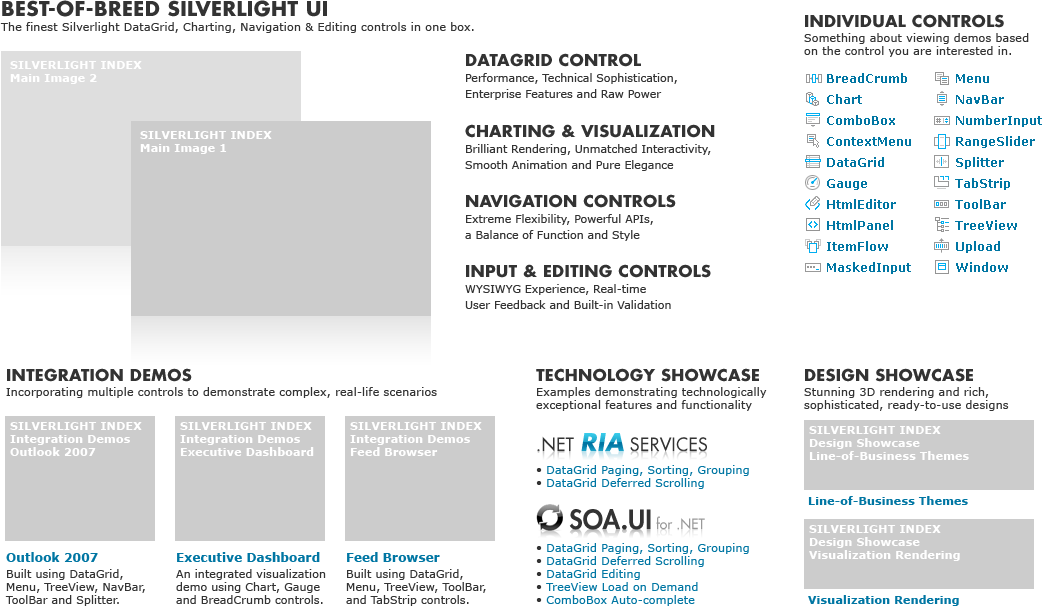 BEST-OF-BREED SILVERLIGHT UI
The finest Silverlight DataGrid, Charting, Navigation & Editing controls in one box.
SILVERLIGHT INDEX
Main Image 2
SILVERLIGHT INDEX
Main Image 1
DATAGRID CONTROL
Performance, Technical Sophistication,
Enterprise Features and Raw Power
CHARTING & VISUALIZATION
Brilliant Rendering, Unmatched Interactivity,
Smooth Animation and Pure Elegance
NAVIGATION CONTROLS
Extreme Flexibility, Powerful APIs,
a Balance of Function and Style
INPUT & EDITING CONTROLS
WYSIWYG Experience, Real-time
User Feedback and Built-in Validation
INDIVIDUAL CONTROLS
Something about viewing demos based
on the control you are interested in.
BreadCrumb
Chart
ComboBox
ContextMenu
DataGrid
Gauge
HtmlEditor
HtmlPanel
ItemFlow
MaskedInput
Menu
NavBar
NumberInput
RangeSlider
Splitter
TabStrip
ToolBar
TreeView
Upload
Window
INTEGRATION DEMOS
Incorporating multiple controls to demonstrate complex, real-life scenarios
SILVERLIGHT INDEX
Integration Demos
Outlook 2007
Outlook 2007
Built using DataGrid,
Menu, TreeView, NavBar,
ToolBar and Splitter.
SILVERLIGHT INDEX
Integration Demos
Executive Dashboard
Executive Dashboard
An integrated visualization
demo using Chart, Gauge
and BreadCrumb controls.
SILVERLIGHT INDEX
Integration Demos
Feed Browser
Feed Browser
Built using DataGrid,
Menu, TreeView, ToolBar,
and TabStrip controls.
TECHNOLOGY SHOWCASE
Examples demonstrating technologically
exceptional features and functionality
.NET RIA SERVICES
• DataGrid Paging, Sorting, Grouping
• DataGrid Deferred Scrolling
SOA.UI for .NET
• DataGrid Paging, Sorting, Grouping
• DataGrid Deferred Scrolling
• DataGrid Editing
• TreeView Load on Demand
• ComboBox Auto-complete
DESIGN SHOWCASE
Stunning 3D rendering and rich,
sophisticated, ready-to-use designs
SILVERLIGHT INDEX
Design Showcase
Line-of-Business Themes
Line-of-Business Themes
SILVERLIGHT INDEX
Design Showcase
Visualization Rendering
Visualization Rendering